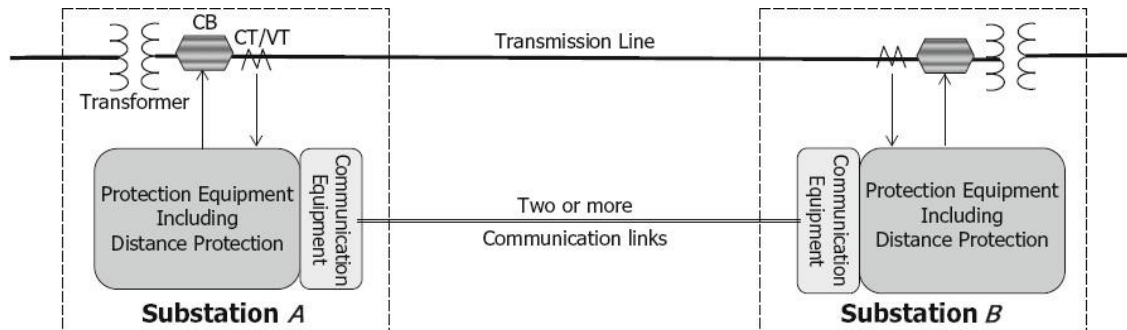 CB
CT/VT
Transmission Line
Transformer
Protection Equipment
Including
Distance Protection
Communication
Equipment
Two or more
Communication links
Communication
Equipment
Protection Equipment
Including
Distance Protection
Substation A
Substation B